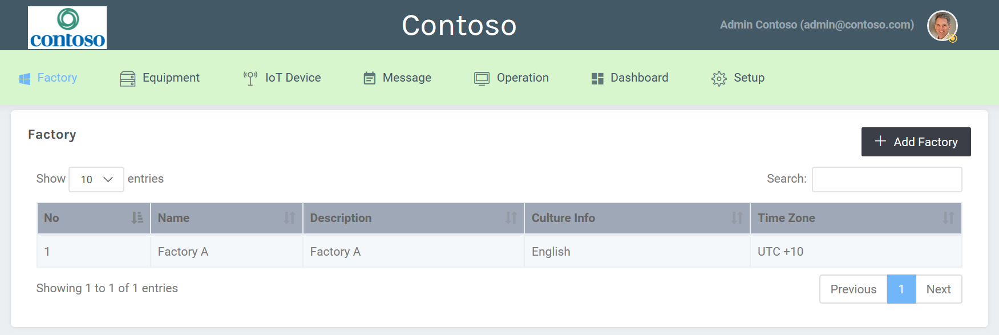 contoso
Contoso
Admin Contoso (admin@contoso.com)
Factory Equipment IoT Device Message Operation Dashboard Setup
Factory
+ Add Factory
Show 10 entries Search:
No Name Description Culture Info Time Zone
1 Factory A Factory A English UTC +10
Showing 1 to 1 of 1 entries Previous 1 Next